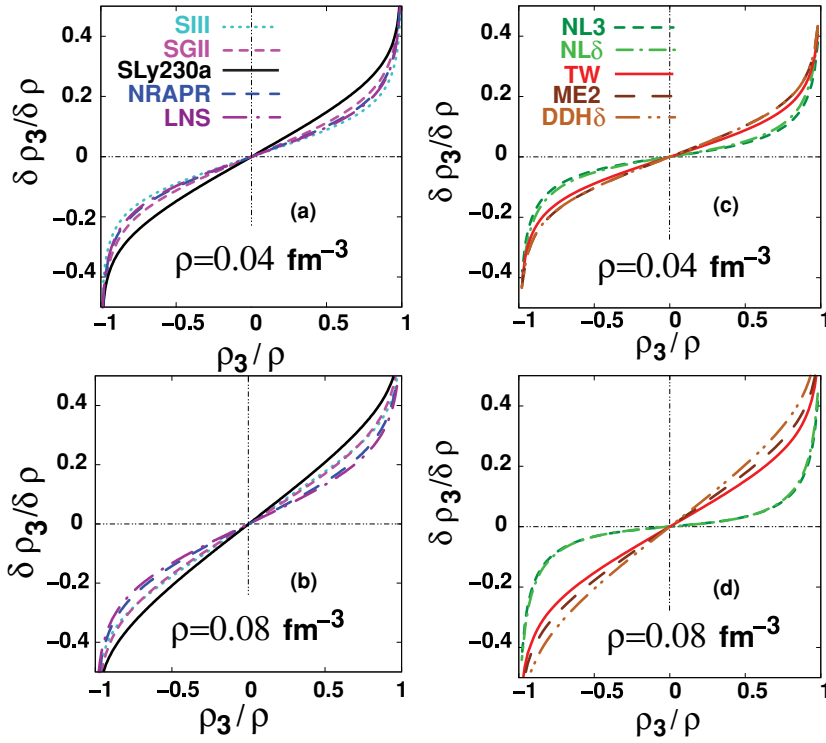 SIII
SGII
SLy230a
NRAPR
LNS
0.4
0.2
0
−0.2
−0.4
δ ρ₃/δ ρ
(a)
ρ=0.04 fm⁻³
−1 −0.5 0 0.5 1
ρ₃/ρ
NL3
NLδ
TW
ME2
DDHδ
0.4
0.2
0
−0.2
−0.4
δ ρ₃/δ ρ
(c)
ρ=0.04 fm⁻³
−1 −0.5 0 0.5 1
ρ₃/ρ
0.4
0.2
0
−0.2
−0.4
δ ρ₃/δ ρ
(b)
ρ=0.08 fm⁻³
−1 −0.5 0 0.5 1
ρ₃/ρ
0.4
0.2
0
−0.2
−0.4
δ ρ₃/δ ρ
(d)
ρ=0.08 fm⁻³
−1 −0.5 0 0.5 1
ρ₃/ρ